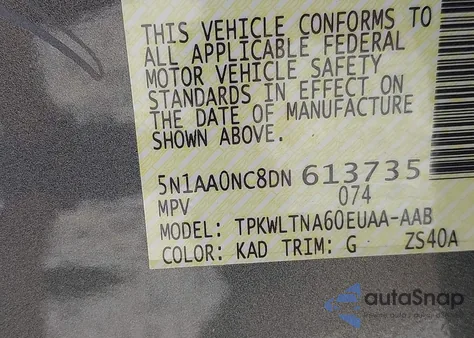 THIS VEHICLE CONFORMS TO
ALL APPLICABLE FEDERAL
MOTOR VEHICLE SAFETY
STANDARDS IN EFFECT ON
THE DATE OF MANUFACTURE
SHOWN ABOVE.
5N1AA0NC8DN 613735
MPV 074
MODEL: TPKWLTNA60EUAA-AAB
COLOR: KAD TRIM: G ZS40A
autoSnap